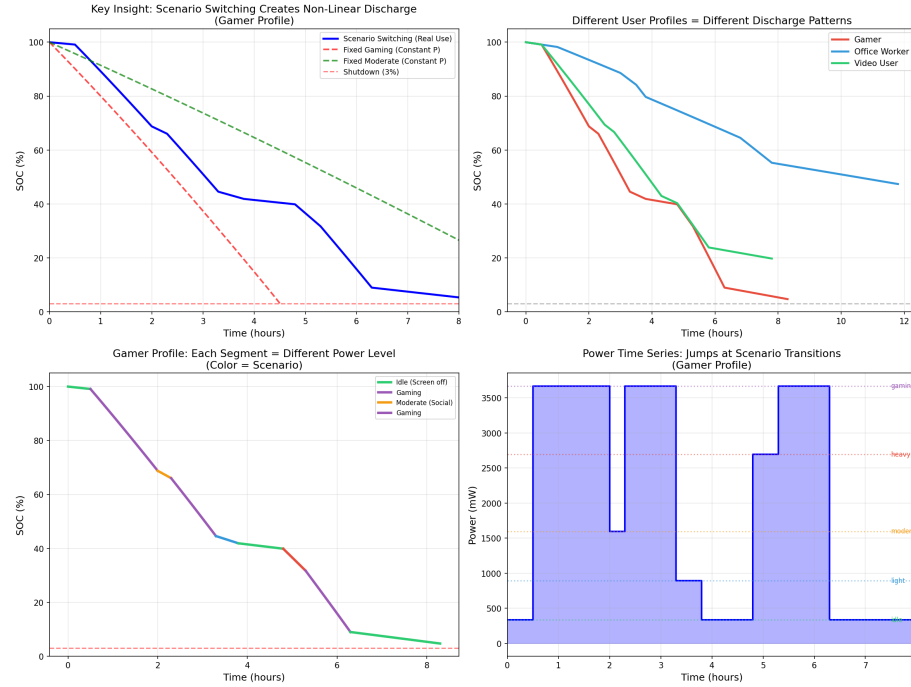 Key Insight: Scenario Switching Creates Non-Linear Discharge
(Gamer Profile)
SOC (%)
100
80
60
40
20
0
Scenario Switching (Real Use)
Fixed Gaming (Constant P)
Fixed Moderate (Constant P)
Shutdown (3%)
0 1 2 3 4 5 6 7 8
Time (hours)
Different User Profiles = Different Discharge Patterns
SOC (%)
100
80
60
40
20
0
Gamer
Office Worker
Video User
0 2 4 6 8 10 12
Time (hours)
Gamer Profile: Each Segment = Different Power Level
(Color = Scenario)
SOC (%)
100
80
60
40
20
0
Idle (Screen off)
Gaming
Moderate (Social)
Gaming
0 2 4 6 8
Time (hours)
Power Time Series: Jumps at Scenario Transitions
(Gamer Profile)
Power (mW)
3500
3000
2500
2000
1500
1000
500
0
gamin
heavy
moder
light
0 1 2 3 4 5 6 7
Time (hours)